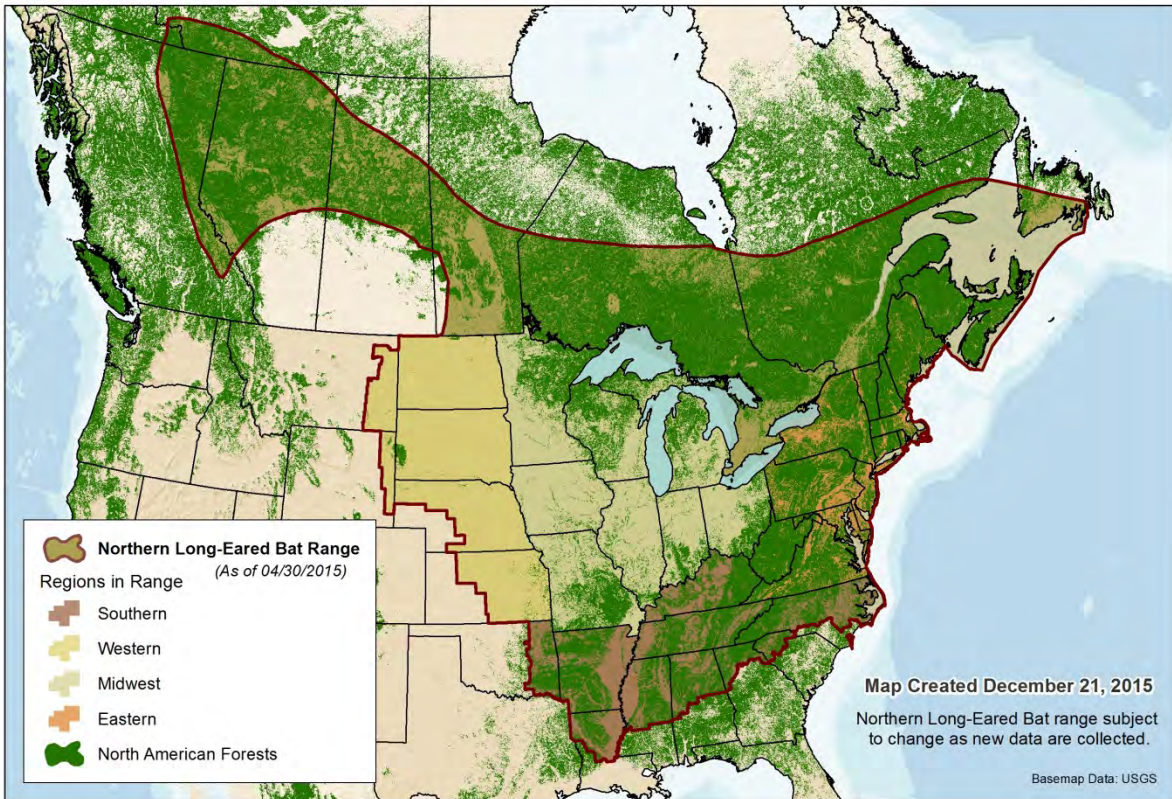 Northern Long-Eared Bat Range
(As of 04/30/2015)
Regions in Range
Southern
Western
Midwest
Eastern
North American Forests
Map Created December 21, 2015
Northern Long-Eared Bat range subject
to change as new data are collected.
Basemap Data: USGS